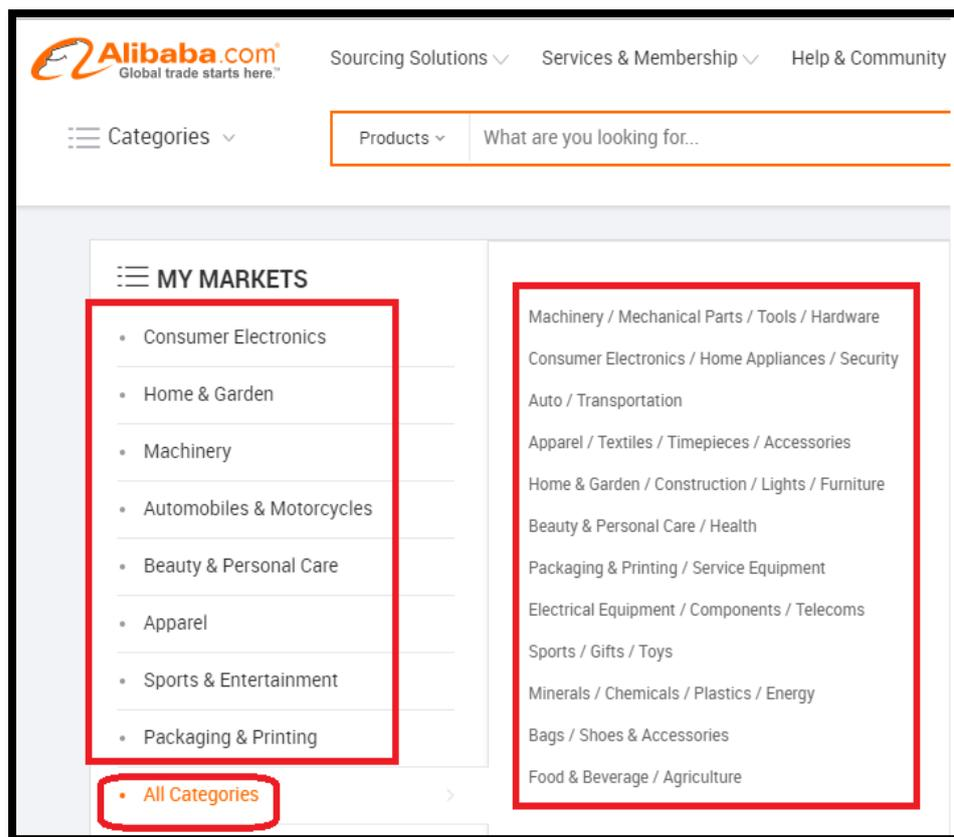 Alibaba.com
Global trade starts here.™
Sourcing Solutions
Services & Membership
Help & Community
Categories
Products
What are you looking for...
MY MARKETS
Consumer Electronics
Home & Garden
Machinery
Automobiles & Motorcycles
Beauty & Personal Care
Apparel
Sports & Entertainment
Packaging & Printing
All Categories
Machinery / Mechanical Parts / Tools / Hardware
Consumer Electronics / Home Appliances / Security
Auto / Transportation
Apparel / Textiles / Timepieces / Accessories
Home & Garden / Construction / Lights / Furniture
Beauty & Personal Care / Health
Packaging & Printing / Service Equipment
Electrical Equipment / Components / Telecoms
Sports / Gifts / Toys
Minerals / Chemicals / Plastics / Energy
Bags / Shoes & Accessories
Food & Beverage / Agriculture